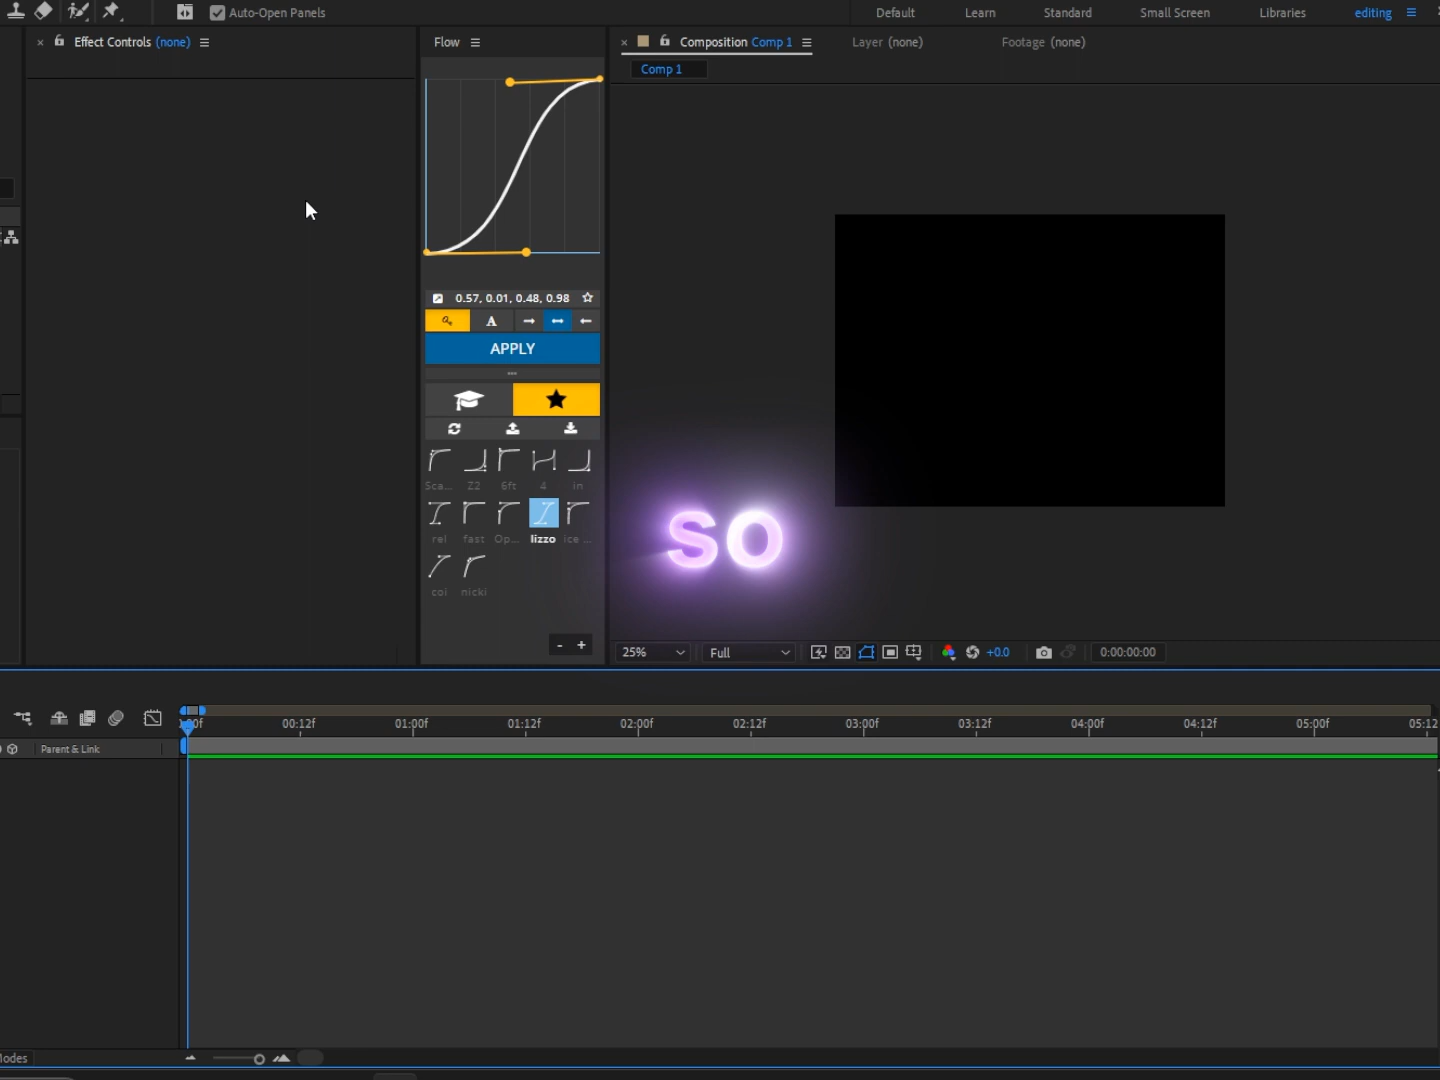 Auto-Open Panels
Default Learn Standard Small Screen Libraries editing
Effect Controls (none)
Flow
Composition Comp 1
Layer (none)
Footage (none)
Comp 1
0.57, 0.01, 0.48, 0.98
A
APPLY
Sca... Z2 6ft 4 in
rel fast Op... lizzo ice ...
coi nicki
- +
SO
25% Full +0.0 0:00:00:00
00:12f 01:00f 01:12f 02:00f 02:12f 03:00f 03:12f 04:00f 04:12f 05:00f 05:12
Parent & Link